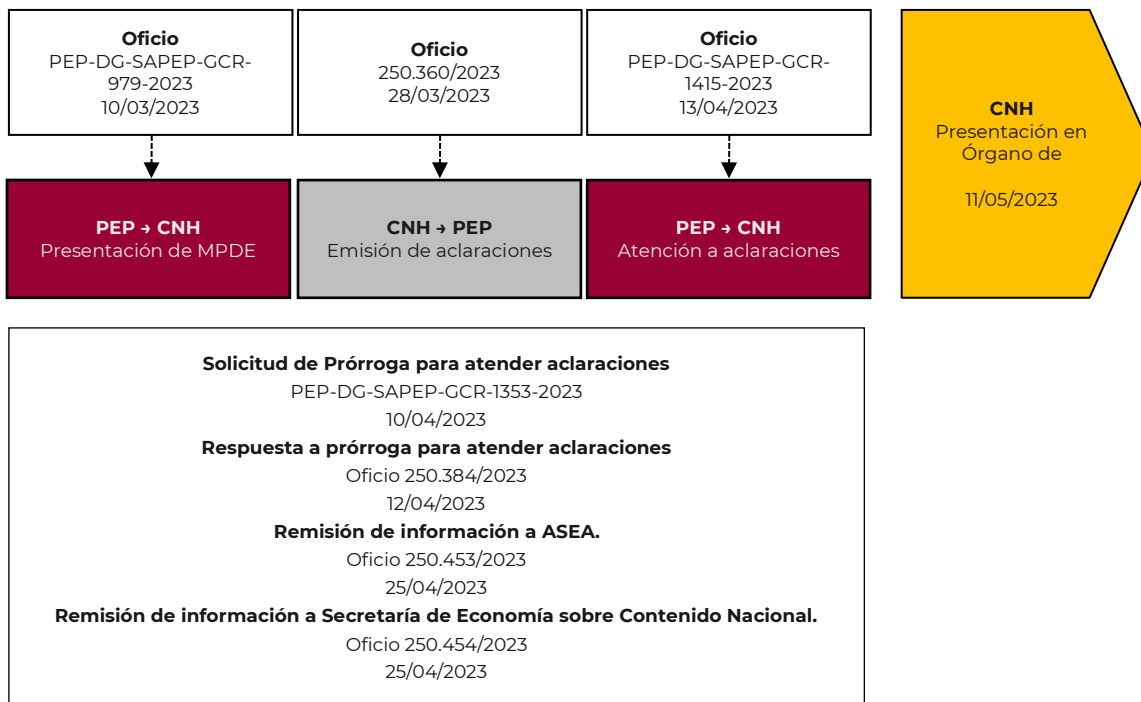 Oficio
PEP-DG-SAPEP-GCR-
979-2023
10/03/2023
Oficio
250.360/2023
28/03/2023
Oficio
PEP-DG-SAPEP-GCR-
1415-2023
13/04/2023
CNH
Presentación en
Órgano de
11/05/2023
PEP → CNH
Presentación de MPDE
CNH → PEP
Emisión de aclaraciones
PEP → CNH
Atención a aclaraciones
Solicitud de Prórroga para atender aclaraciones
PEP-DG-SAPEP-GCR-1353-2023
10/04/2023
Respuesta a prórroga para atender aclaraciones
Oficio 250.384/2023
12/04/2023
Remisión de información a ASEA.
Oficio 250.453/2023
25/04/2023
Remisión de información a Secretaría de Economía sobre Contenido Nacional.
Oficio 250.454/2023
25/04/2023